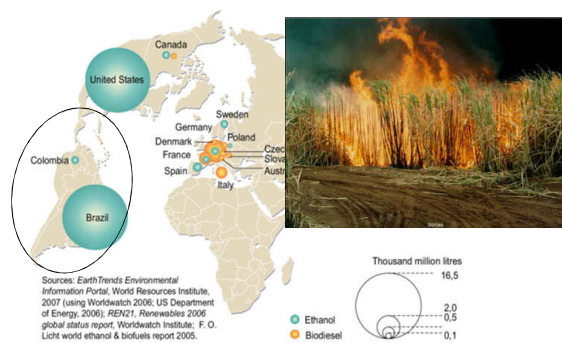 Canada
United States
Sweden
Germany
Poland
Denmark
Czec
France
Slova
Austr
Spain
Italy
Colombia
Brazil
Sources: EarthTrends Environmental
Information Portal, World Resources Institute,
2007 (using Worldwatch 2006; US Department
of Energy, 2006); REN21, Renewables 2006
global status report, Worldwatch Institute; F. O.
Licht world ethanol & biofuels report 2005.
Ethanol
Biodiesel
Thousand million litres
16,5
2,0
0,5
0,1